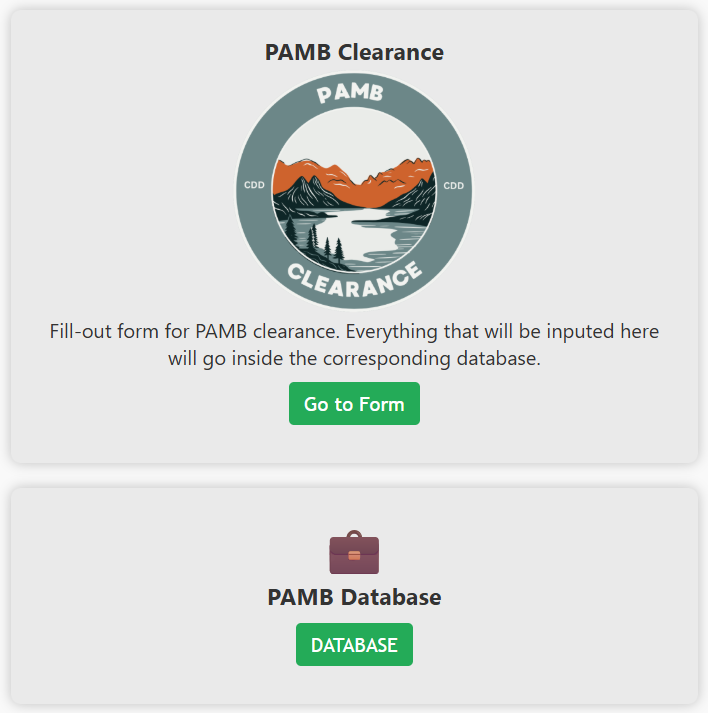 PAMB Clearance
PAMB
CDD
CDD
CLEARANCE
Fill-out form for PAMB clearance. Everything that will be inputed here
will go inside the corresponding database.
Go to Form
PAMB Database
DATABASE